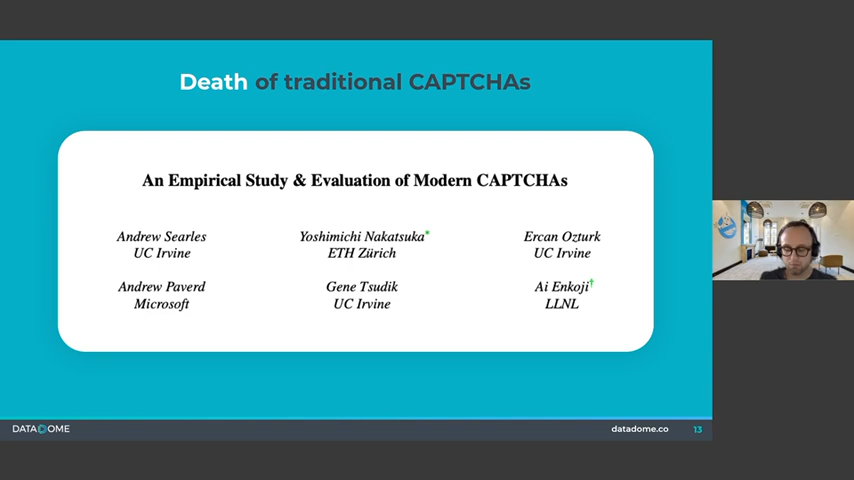 Death of traditional CAPTCHAs
An Empirical Study & Evaluation of Modern CAPTCHAs
Andrew Searles
UC Irvine
Yoshimichi Nakatsuka*
ETH Zürich
Ercan Ozturk
UC Irvine
Andrew Paverd
Microsoft
Gene Tsudik
UC Irvine
Ai Enkoji†
LLNL
DATADOME
datadome.co
13